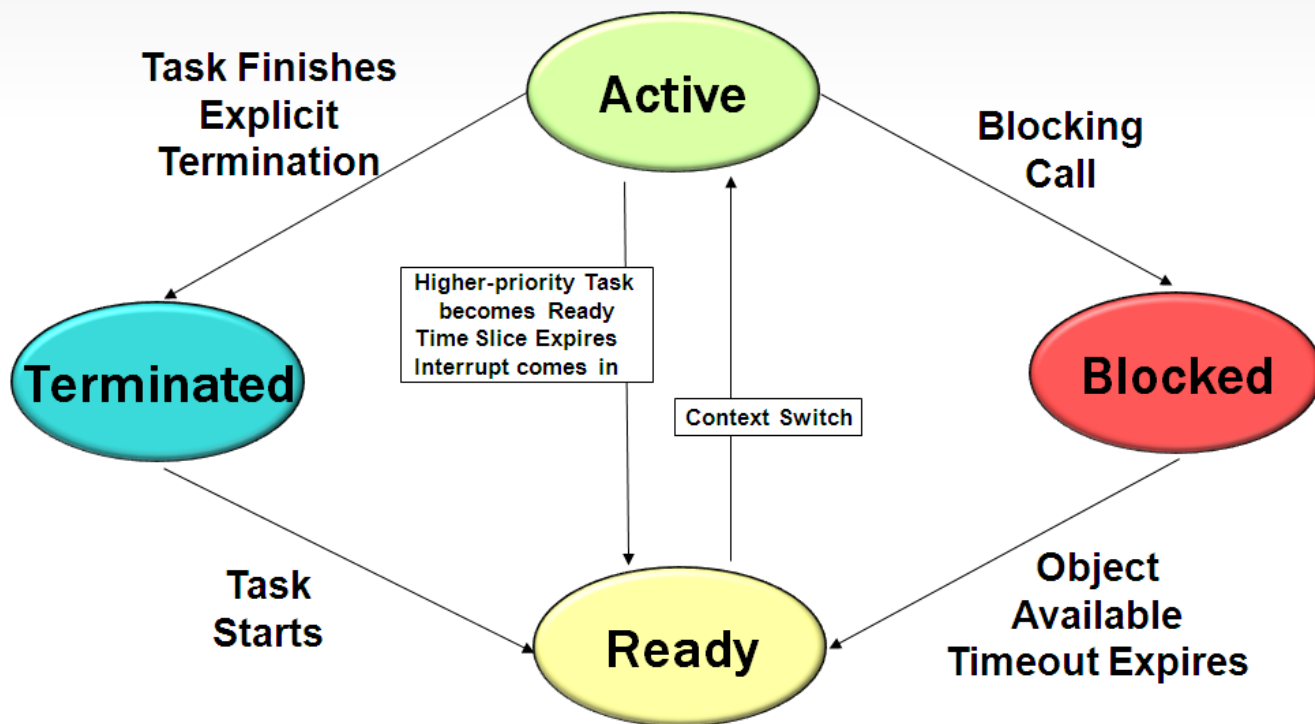 Active
Task Finishes
Explicit
Termination
Blocking
Call
Higher-priority Task
becomes Ready
Time Slice Expires
Interrupt comes in
Terminated
Blocked
Context Switch
Task
Starts
Object
Available
Timeout Expires
Ready